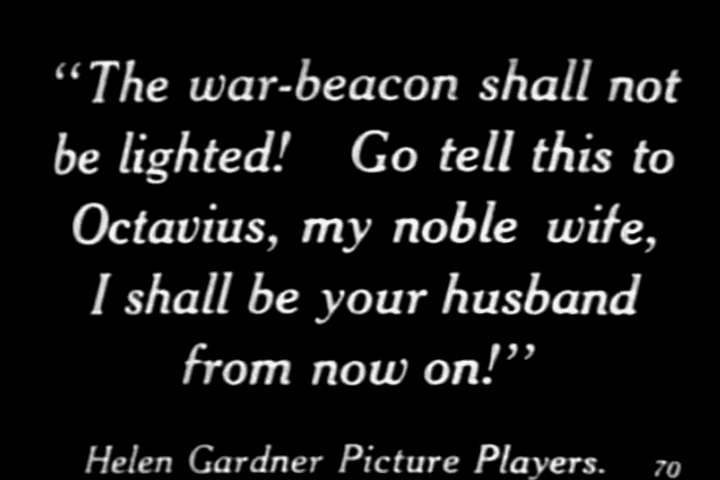 “The war-beacon shall not
be lighted! Go tell this to
Octavius, my noble wife,
I shall be your husband
from now on!”
Helen Gardner Picture Players. 70